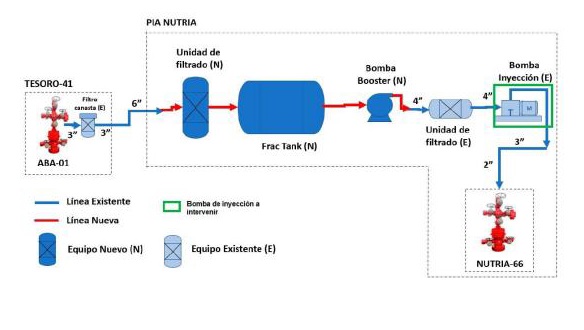 PIA NUTRIA
Unidad de
filtrado (N)
Bomba
Booster (N)
Bomba
Inyección (E)
TESORO-41
Filtro
canasta (E)
6”
4”
4”
3”
3”
ABA-01
Frac Tank (N)
Unidad de
filtrado (E)
T
M
3”
2”
Línea Existente
Línea Nueva
Bomba de inyección a
intervenir
Equipo Nuevo (N)
Equipo Existente (E)
NUTRIA-66